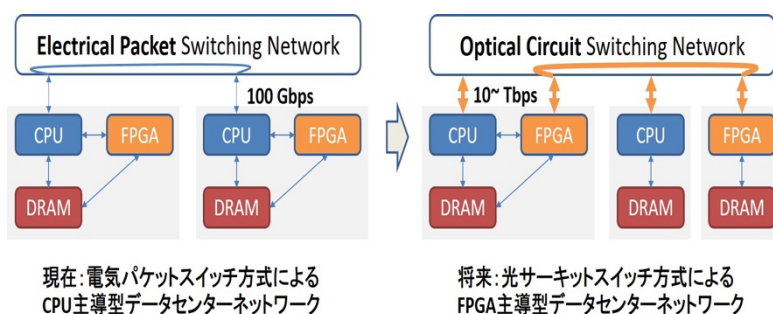 Electrical Packet Switching Network
100 Gbps
CPU
FPGA
DRAM
CPU
FPGA
DRAM
現在:電気パケットスイッチ方式による
CPU主導型データセンターネットワーク
Optical Circuit Switching Network
10~ Tbps
CPU
FPGA
DRAM
CPU
DRAM
FPGA
DRAM
将来:光サーキットスイッチ方式による
FPGA主導型データセンターネットワーク